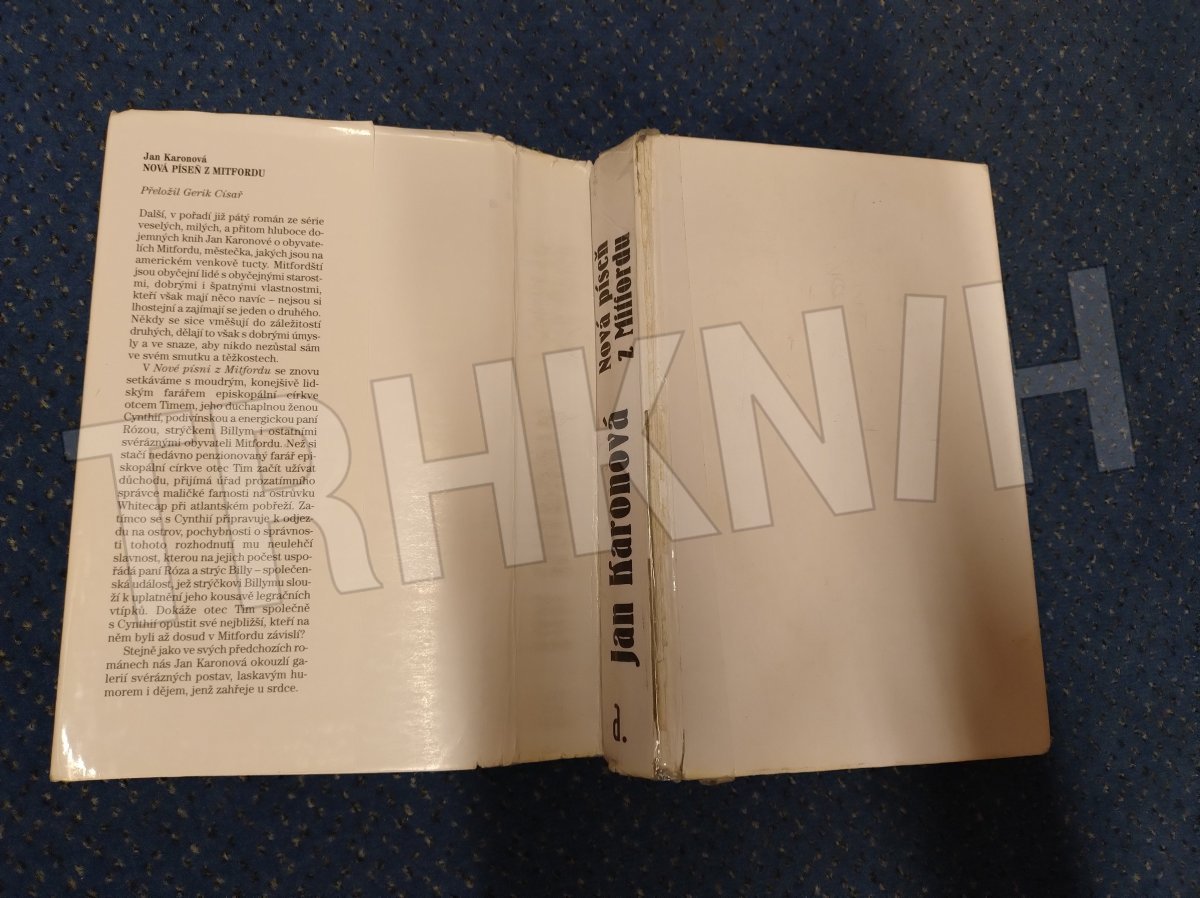 Jan Karonová
NOVÁ PÍSEŇ Z MITFORDU
Přeložil Gerik Císař
Další, v pořadí již pátý román ze série
veselých, milých, a přitom hluboce do-
jemných knih Jan Karonové o obyvate-
lích Mitfordu, městečka, jakých jsou na
americkém venkově tucty. Mitfordští
jsou obyčejní lidé s obyčejnými starost-
mi, dobrými i špatnými vlastnostmi,
kteří však mají něco navíc – nejsou si
lhostejní a zajímají se jeden o druhého.
Někdy se sice vměšují do záležitostí
druhých, dělají to však s dobrými úmys-
ly a ve snaze, aby nikdo nezůstal sám
ve svém smutku a těžkostech.
V Nové písni z Mitfordu se znovu
setkáváme s moudrým, konejšivě lid-
ským farářem episkopální církve
otcem Timem, jeho duchaplnou ženou
Cynthií, podivínskou a energickou paní
Rózou, strýčkem Billym i ostatními
svéráznými obyvateli Mitfordu. Než si
stačí nedávno penzionovaný farář epi-
skopální církve otec Tim začít užívat
důchodu, přijímá úřad prozatímního
správce maličké farnosti na ostrůvku
Whitecap při atlantském pobřeží. Za-
tímco se s Cynthií připravuje k odjez-
du na ostrov, pochybnosti o správnos-
ti tohoto rozhodnutí mu neulehčí
slavnost, kterou na jejich počest uspo-
řádá paní Róza a strýc Billy – společen-
ská událost, jež strýčkovi Billymu slou-
ží k uplatnění jeho kousavě legračních
vtípků. Dokáže otec Tim společně
s Cynthií opustit své nejbližší, kteří na
něm byli až dosud v Mitfordu závislí?
Stejně jako ve svých předchozích ro-
mánech nás Jan Karonová okouzlí ga-
lerií svérázných postav, laskavým hu-
morem i dějem, jenž zahřeje u srdce.
Jan Karonová
Nová píseň
z Mitfordu
TRHKNIH